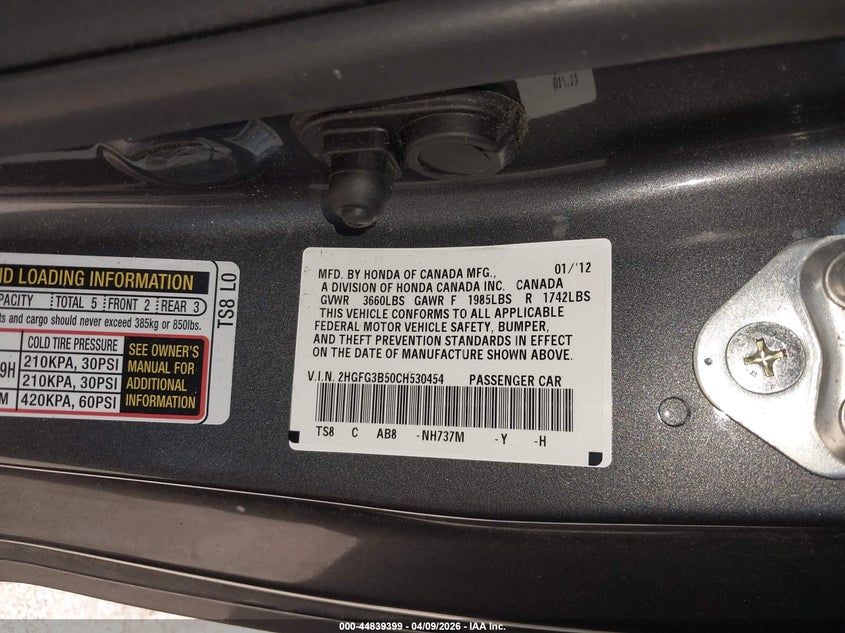 ND LOADING INFORMATION
PACITY TOTAL 5 FRONT 2 REAR 3
ts and cargo should never exceed 385kg or 850lbs.
COLD TIRE PRESSURE
9H 210KPA, 30PSI
210KPA, 30PSI
M 420KPA, 60PSI
SEE OWNER'S
MANUAL FOR
ADDITIONAL
INFORMATION
TS8 L0
MFD. BY HONDA OF CANADA MFG., 01/'12
A DIVISION OF HONDA CANADA INC. CANADA
GVWR 3660LBS GAWR F 1985LBS R 1742LBS
THIS VEHICLE CONFORMS TO ALL APPLICABLE
FEDERAL MOTOR VEHICLE SAFETY, BUMPER,
AND THEFT PREVENTION STANDARDS IN EFFECT
ON THE DATE OF MANUFACTURE SHOWN ABOVE.
V.I.N. 2HGFG3B50CH530454 PASSENGER CAR
TS8 C AB8 -NH737M -Y -H
000-44839399 - 04/09/2026 - IAA Inc.